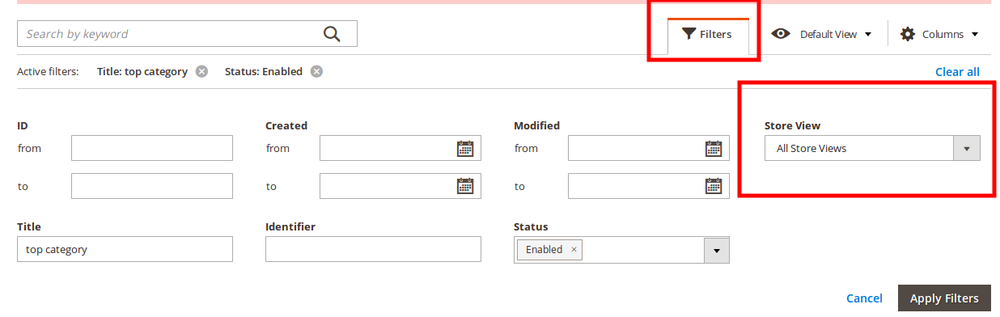 Search by keyword
Filters
Default View
Columns
Active filters: Title: top category Status: Enabled Clear all
ID Created Modified Store View
from from from All Store Views
to to to
Title Identifier Status
top category Enabled ×
Cancel Apply Filters